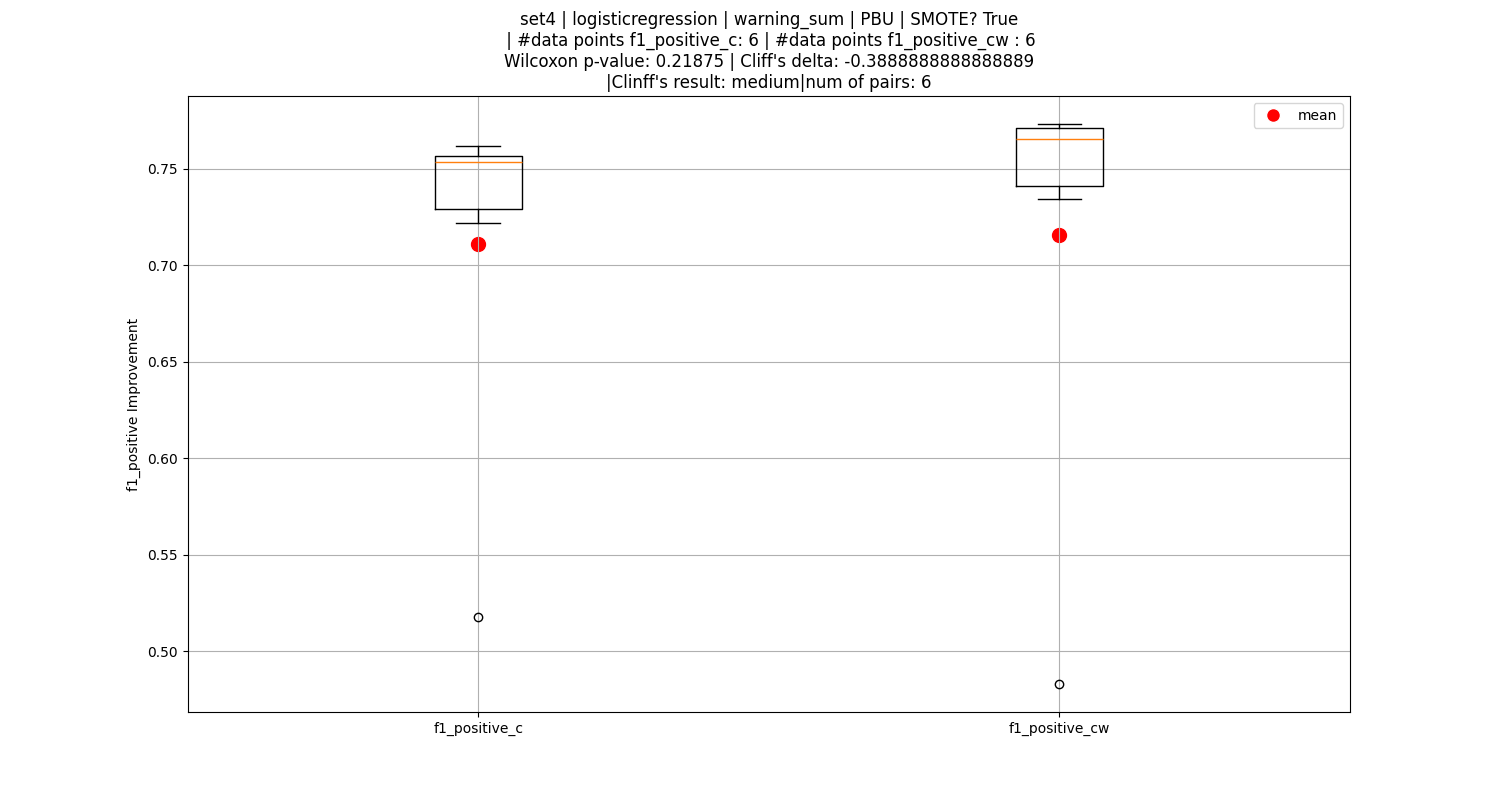 set4 | logisticregression | warning_sum | PBU | SMOTE? True
| #data points f1_positive_c: 6 | #data points f1_positive_cw : 6
Wilcoxon p-value: 0.21875 | Cliff's delta: -0.3888888888888889
|Clinff's result: medium|num of pairs: 6
mean
0.75
0.70
0.65
0.60
0.55
0.50
f1_positive Improvement
f1_positive_c
f1_positive_cw